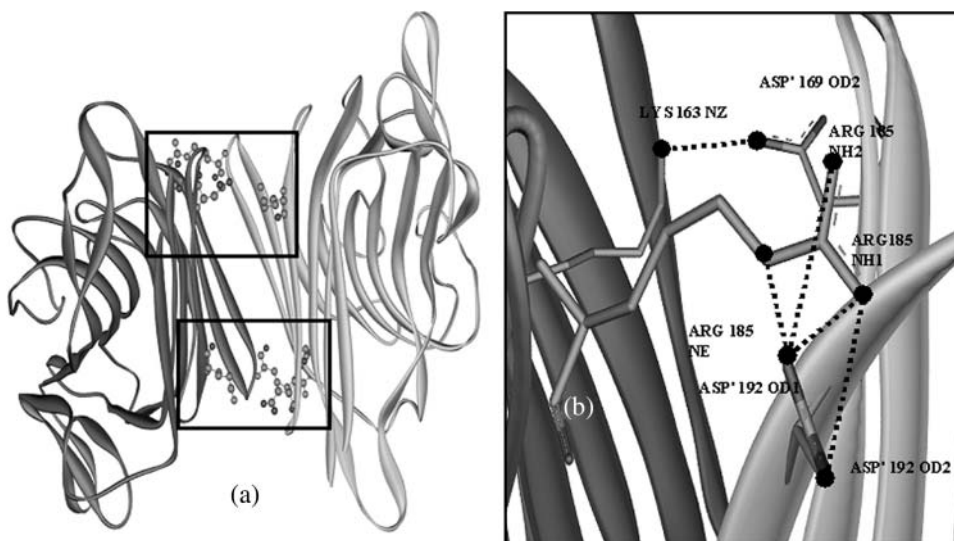 ASP' 169 OD2
LYS 163 NZ
ARG 185
NH2
ARG185
NH1
ARG 185
NE
ASP' 192 OD1
(b)
ASP' 192 OD2
(a)